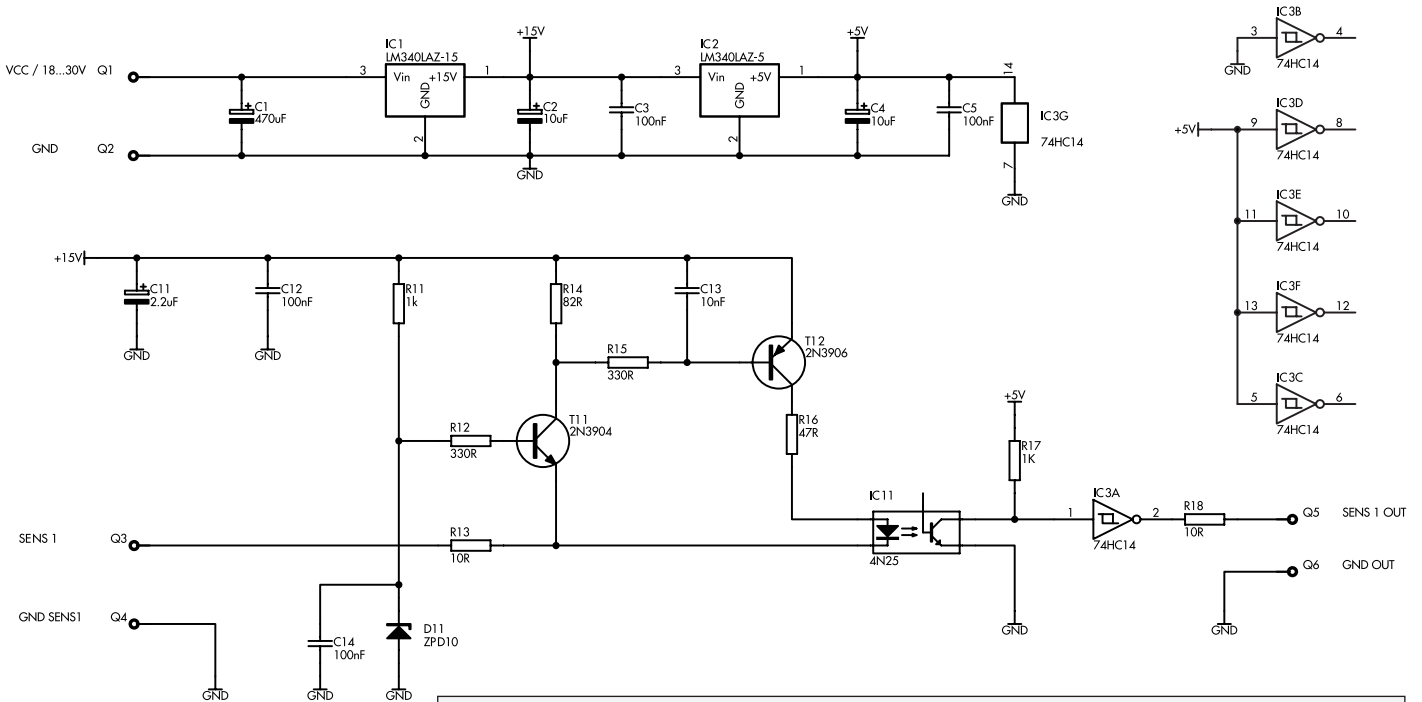 VCC / 18...30V Q1
GND Q2
C1
470uF
IC1
LM340LAZ-15
3 Vin +15V 1
GND
2
+15V
C2
10uF
GND
C3
100nF
IC2
LM340LAZ-5
3 Vin +5V 1
GND
2
+5V
C4
10uF
C5
100nF
14
IC3G
74HC14
7
GND
IC3B
3 4
GND
74HC14
IC3D
+5V 9 8
74HC14
IC3E
11 10
74HC14
IC3F
13 12
74HC14
IC3C
5 6
74HC14
+15V
C11
2.2uF
GND
C12
100nF
GND
R11
1k
R14
82R
C13
10nF
R15
330R
T12
2N3906
R12
330R
T11
2N3904
R16
47R
+5V
R17
1K
IC11
4N25
GND
IC3A
1 2
74HC14
R18
10R
Q5 SENS 1 OUT
Q6 GND OUT
GND
SENS 1 Q3
R13
10R
GND SENS1 Q4
GND
C14
100nF
GND
D11
ZPD10
GND